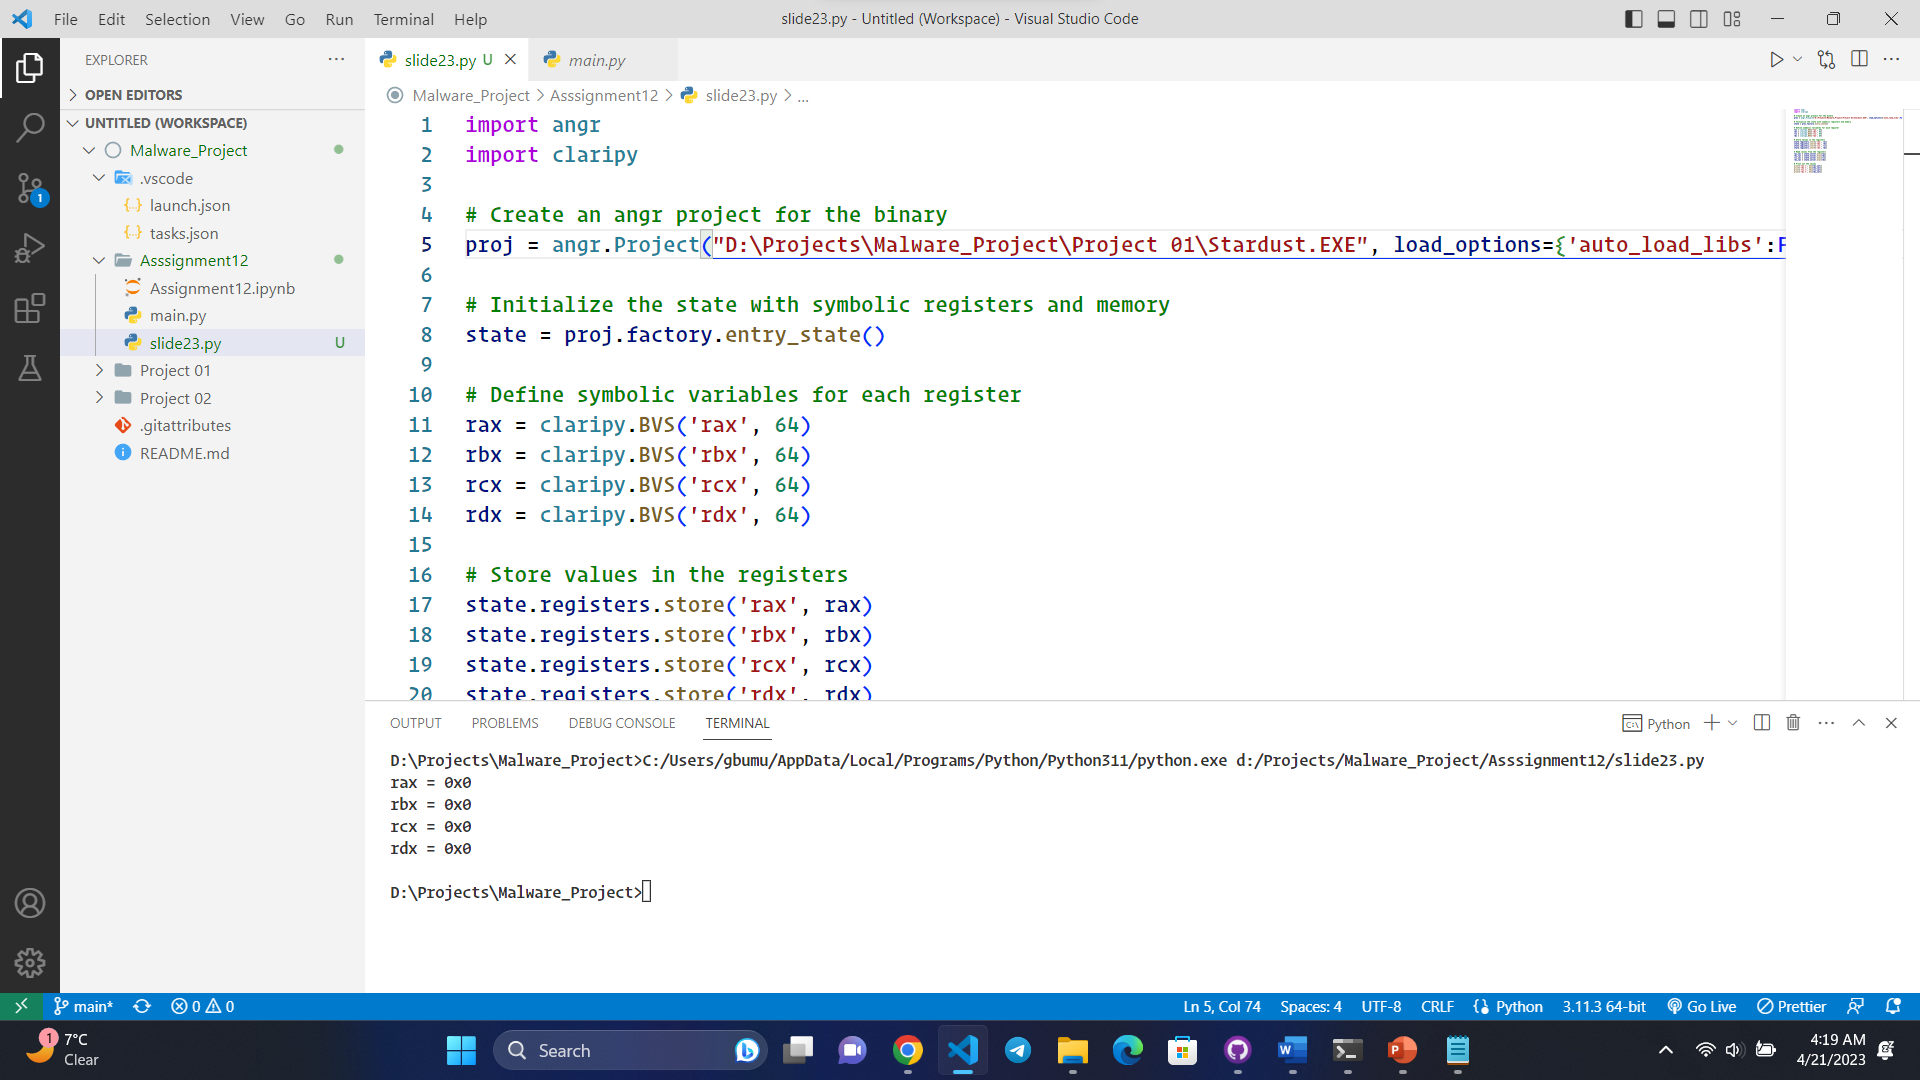 File Edit Selection View Go Run Terminal Help
slide23.py - Untitled (Workspace) - Visual Studio Code
EXPLORER
OPEN EDITORS
UNTITLED (WORKSPACE)
Malware_Project
.vscode
launch.json
tasks.json
Asssignment12
Assignment12.ipynb
main.py
slide23.py U
Project 01
Project 02
.gitattributes
README.md
1
slide23.py U
main.py
Malware_Project > Asssignment12 > slide23.py > ...
1 import angr
2 import claripy
3
4 # Create an angr project for the binary
5 proj = angr.Project("D:\Projects\Malware_Project\Project 01\Stardust.EXE", load_options={'auto_load_libs':F
6
7 # Initialize the state with symbolic registers and memory
8 state = proj.factory.entry_state()
9
10 # Define symbolic variables for each register
11 rax = claripy.BVS('rax', 64)
12 rbx = claripy.BVS('rbx', 64)
13 rcx = claripy.BVS('rcx', 64)
14 rdx = claripy.BVS('rdx', 64)
15
16 # Store values in the registers
17 state.registers.store('rax', rax)
18 state.registers.store('rbx', rbx)
19 state.registers.store('rcx', rcx)
20 state.registers.store('rdx', rdx)
OUTPUT PROBLEMS DEBUG CONSOLE TERMINAL
Python
D:\Projects\Malware_Project>C:/Users/gbumu/AppData/Local/Programs/Python/Python311/python.exe d:/Projects/Malware_Project/Asssignment12/slide23.py
rax = 0x0
rbx = 0x0
rcx = 0x0
rdx = 0x0
D:\Projects\Malware_Project>
main* 0 0
Ln 5, Col 74 Spaces: 4 UTF-8 CRLF Python 3.11.3 64-bit Go Live Prettier
1
7°C
Clear
Search
4:19 AM
4/21/2023